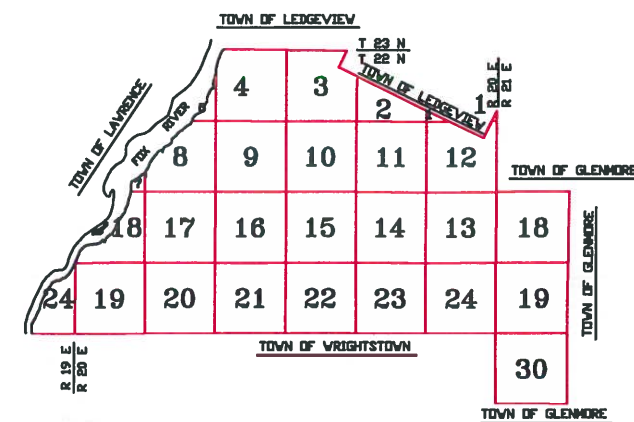 TOWN OF LEDGEVIEW
T 23 N
T 22 N
TOWN OF LEDGEVIEW
R 20 E
R 21 E
TOWN OF LAWRENCE
FOX RIVER
4 3 2 1
8 9 10 11 12
TOWN OF GLENMORE
18 17 16 15 14 13 18
TOWN OF GLENMORE
24 19 20 21 22 23 24 19
R 19 E
R 20 E
TOWN OF WRIGHTSTOWN
30
TOWN OF GLENMORE